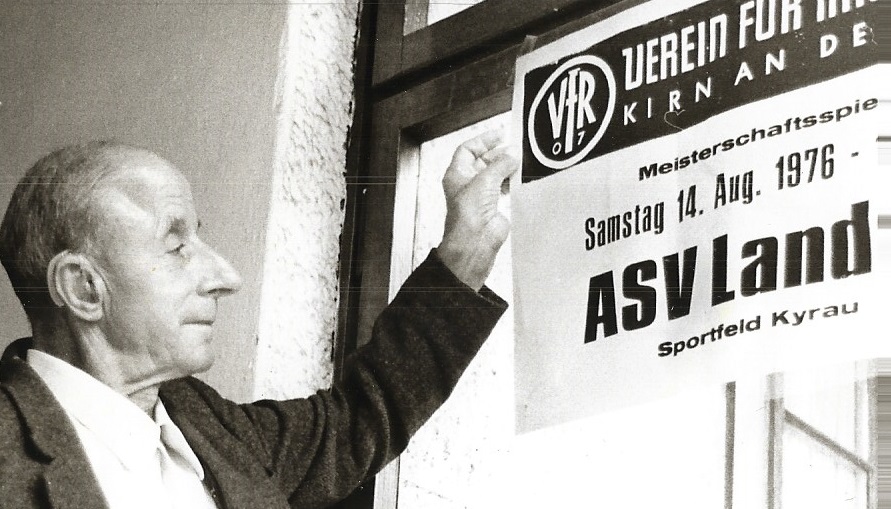 VfR
07
VEREIN FÜR
KIRN AN DE
Meisterschaftsspie
Samstag 14. Aug. 1976 -
ASV Land
Sportfeld Kyrau